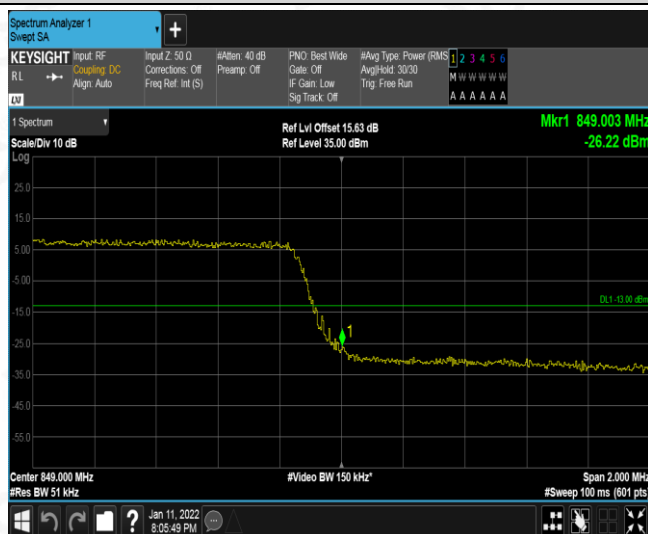 Spectrum Analyzer 1
Swept SA
+
KEYSIGHT
RL
LXI
Input: RF
Coupling: DC
Align: Auto
Input Z: 50 Ω
Corrections: Off
Freq Ref: Int (S)
#Atten: 40 dB
Preamp: Off
PNO: Best Wide
Gate: Off
IF Gain: Low
Sig Track: Off
#Avg Type: Power (RMS
Avg|Hold: 30/30
Trig: Free Run
1 2 3 4 5 6
M W W W W W
A A A A A A
1 Spectrum
Scale/Div 10 dB
Ref Lvl Offset 15.63 dB
Ref Level 35.00 dBm
Mkr1 849.003 MHz
-26.22 dBm
Log
25.0
15.0
5.00
-5.00
-15.0
-25.0
-35.0
-45.0
-55.0
DL1 -13.00 dBm
1
Center 849.000 MHz
#Res BW 51 kHz
#Video BW 150 kHz*
Span 2.000 MHz
#Sweep 100 ms (601 pts)
?
Jan 11, 2022
8:05:49 PM